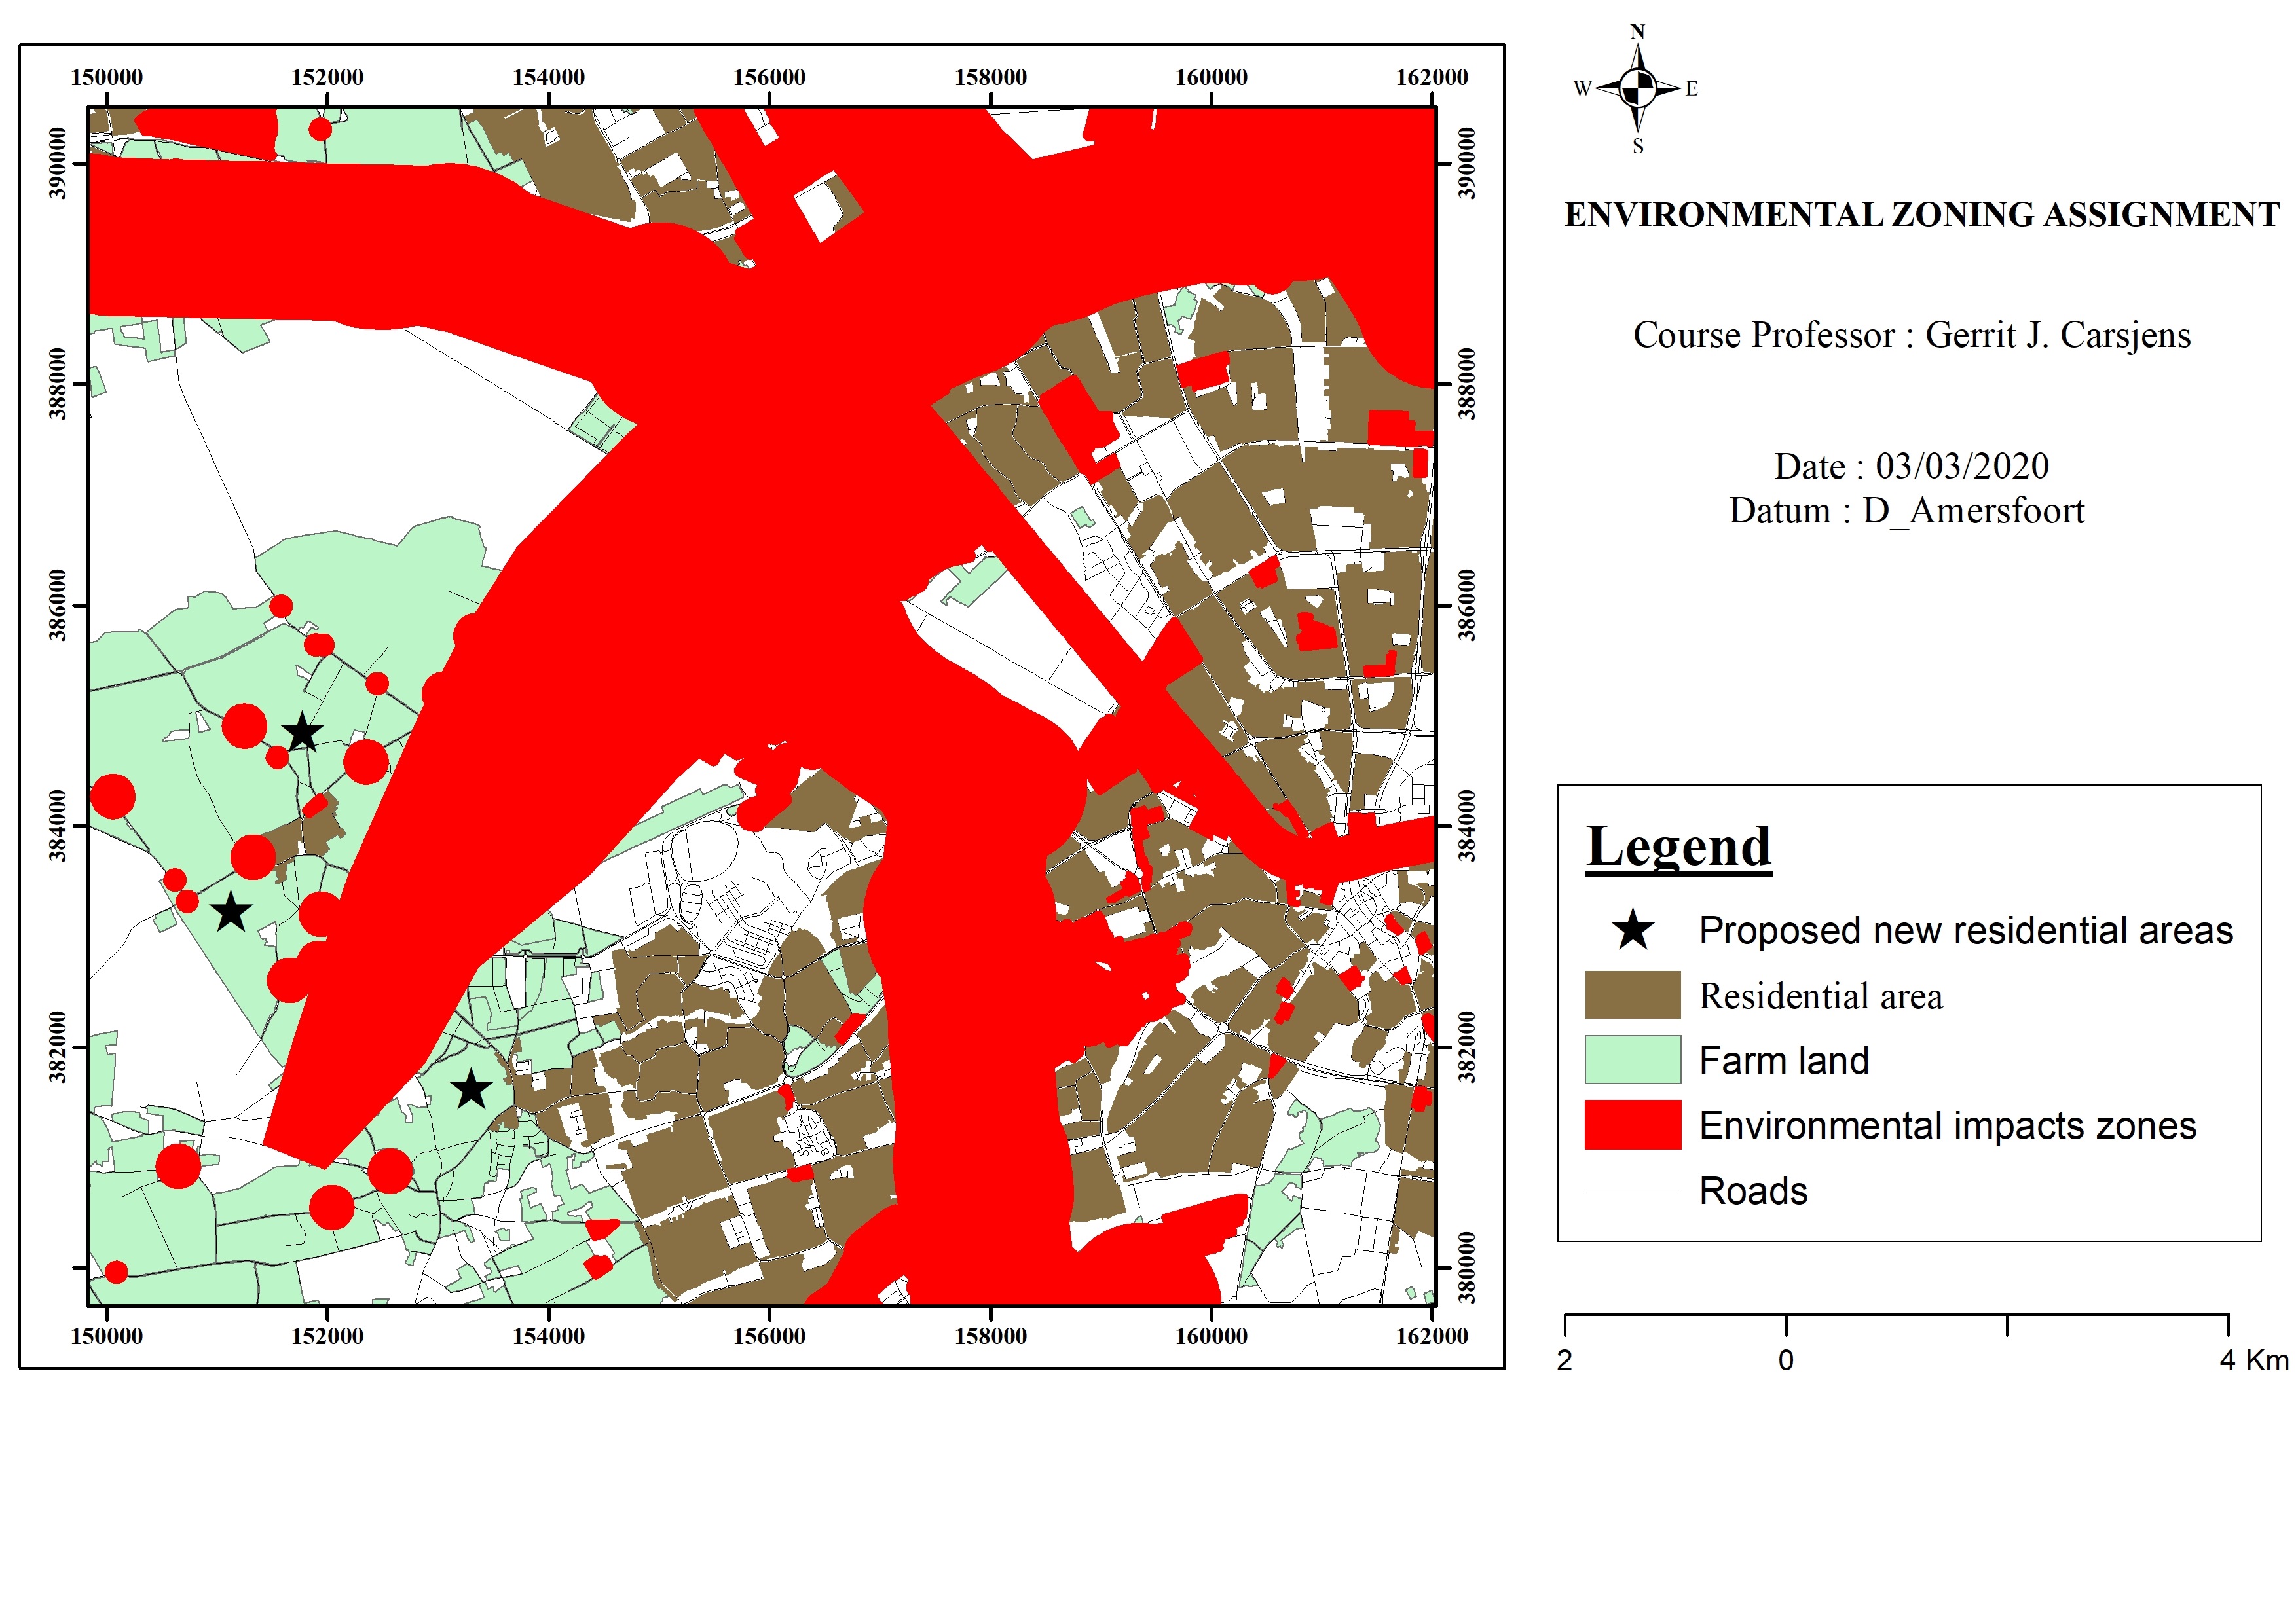 N
W E
S
150000 152000 154000 156000 158000 160000 162000
390000 390000
388000 388000
386000 386000
384000 384000
382000 382000
380000
150000 152000 154000 156000 158000 160000 162000
ENVIRONMENTAL ZONING ASSIGNMENT
Course Professor : Gerrit J. Carsjens
Date : 03/03/2020
Datum : D_Amersfoort
Legend
Proposed new residential areas
Residential area
Farm land
Environmental impacts zones
Roads
2 0 4 Km